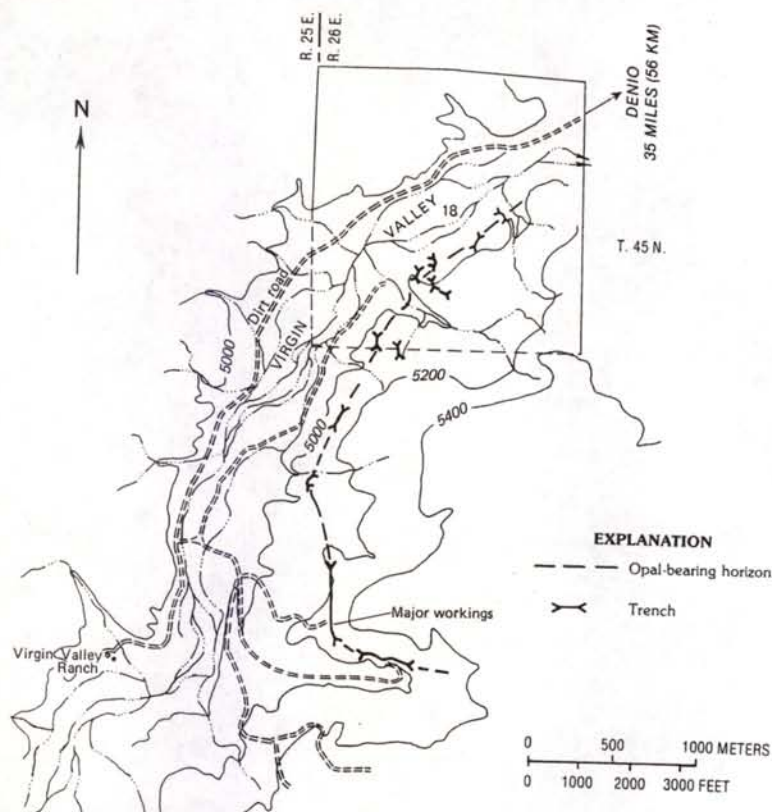 R. 25 E.
R. 26 E.
N
DENIO
35 MILES (56 KM)
VALLEY
18
T. 45 N.
Dirt road
VIRGIN
5000
5200
5400
5000
EXPLANATION
Opal-bearing horizon
Trench
Major workings
Virgin Valley
Ranch
0 500 1000 METERS
0 1000 2000 3000 FEET